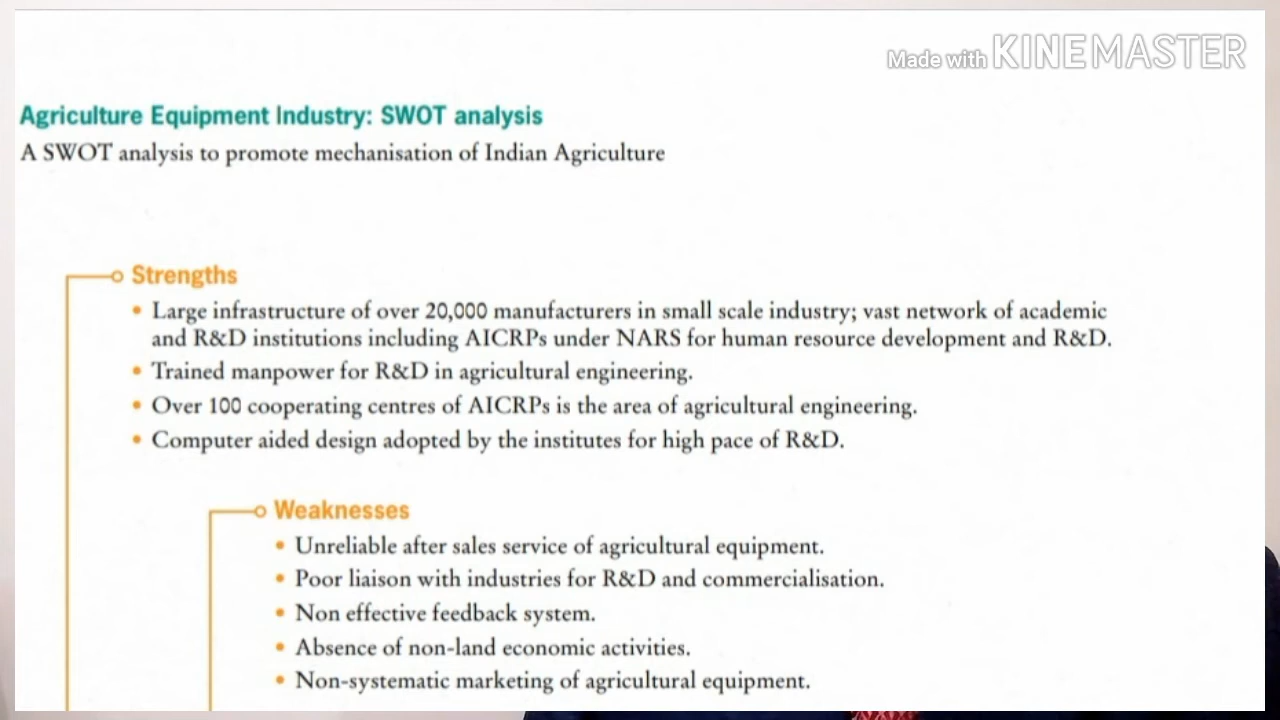 Made with KINEMASTER
Agriculture Equipment Industry: SWOT analysis
A SWOT analysis to promote mechanisation of Indian Agriculture
Strengths
• Large infrastructure of over 20,000 manufacturers in small scale industry; vast network of academic
and R&D institutions including AICRPs under NARS for human resource development and R&D.
• Trained manpower for R&D in agricultural engineering.
• Over 100 cooperating centres of AICRPs is the area of agricultural engineering.
• Computer aided design adopted by the institutes for high pace of R&D.
Weaknesses
• Unreliable after sales service of agricultural equipment.
• Poor liaison with industries for R&D and commercialisation.
• Non effective feedback system.
• Absence of non-land economic activities.
• Non-systematic marketing of agricultural equipment.